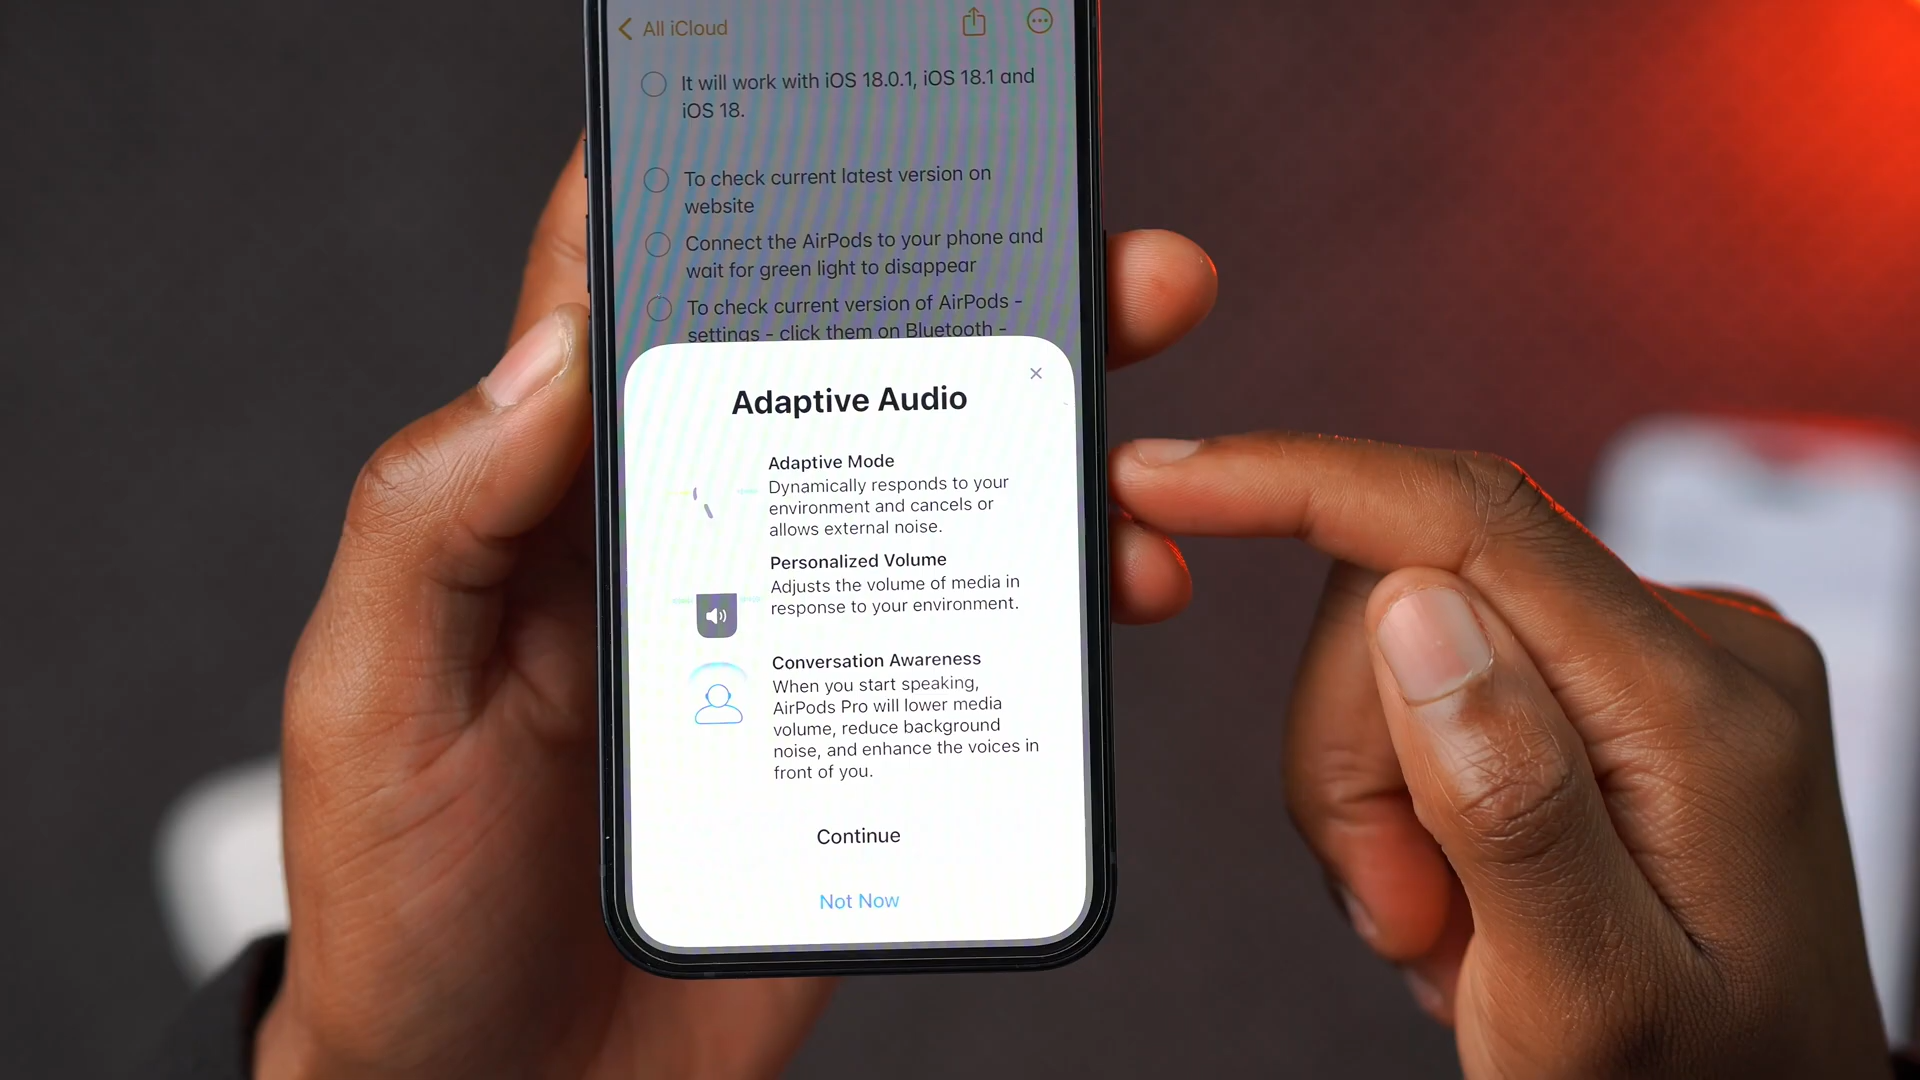 All iCloud
It will work with iOS 18.0.1, iOS 18.1 and
iOS 18.
To check current latest version on
website
Connect the AirPods to your phone and
wait for green light to disappear
To check current version of AirPods -
settings - click them on Bluetooth -
Adaptive Audio
Adaptive Mode
Dynamically responds to your
environment and cancels or
allows external noise.
Personalized Volume
Adjusts the volume of media in
response to your environment.
Conversation Awareness
When you start speaking,
AirPods Pro will lower media
volume, reduce background
noise, and enhance the voices in
front of you.
Continue
Not Now